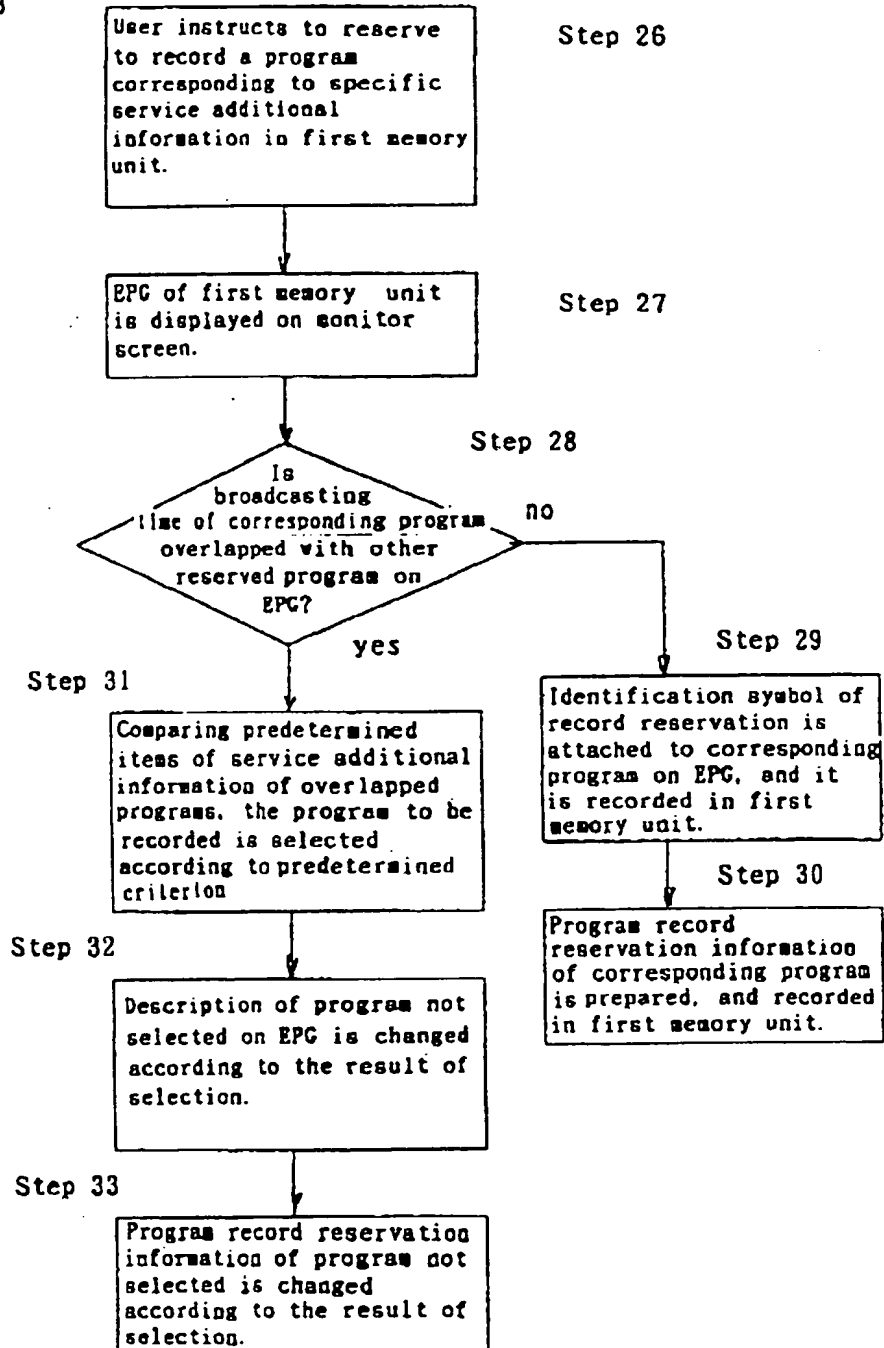 User instructs to reserve
to record a program
corresponding to specific
service additional
information in first memory
unit.
Step 26
EPG of first memory unit
is displayed on monitor
screen.
Step 27
Step 28
Is
broadcasting
time of corresponding program
overlapped with other
reserved program on
EPG?
no
yes
Step 29
Identification symbol of
record reservation is
attached to corresponding
program on EPG, and it
is recorded in first
memory unit.
Step 30
Program record
reservation information
of corresponding program
is prepared, and recorded
in first memory unit.
Step 31
Comparing predetermined
items of service additional
information of overlapped
programs. the program to be
recorded is selected
according to predetermined
criterion
Step 32
Description of program not
selected on EPG is changed
according to the result of
selection.
Step 33
Program record reservation
information of program not
selected is changed
according to the result of
selection.